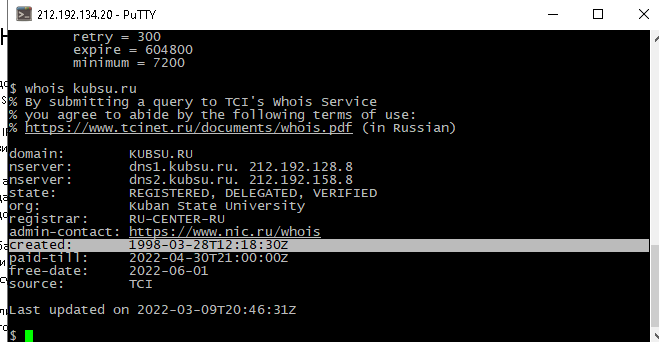 212.192.134.20 - PuTTY
retry = 300
expire = 604800
minimum = 7200
$ whois kubsu.ru
% By submitting a query to TCI's Whois Service
% you agree to abide by the following terms of use:
% https://www.tcinet.ru/documents/whois.pdf (in Russian)
domain: KUBSU.RU
nserver: dns1.kubsu.ru. 212.192.128.8
nserver: dns2.kubsu.ru. 212.192.158.8
state: REGISTERED, DELEGATED, VERIFIED
org: Kuban State University
registrar: RU-CENTER-RU
admin-contact: https://www.nic.ru/whois
created: 1998-03-28T12:18:30Z
paid-till: 2022-04-30T21:00:00Z
free-date: 2022-06-01
source: TCI
Last updated on 2022-03-09T20:46:31Z
$